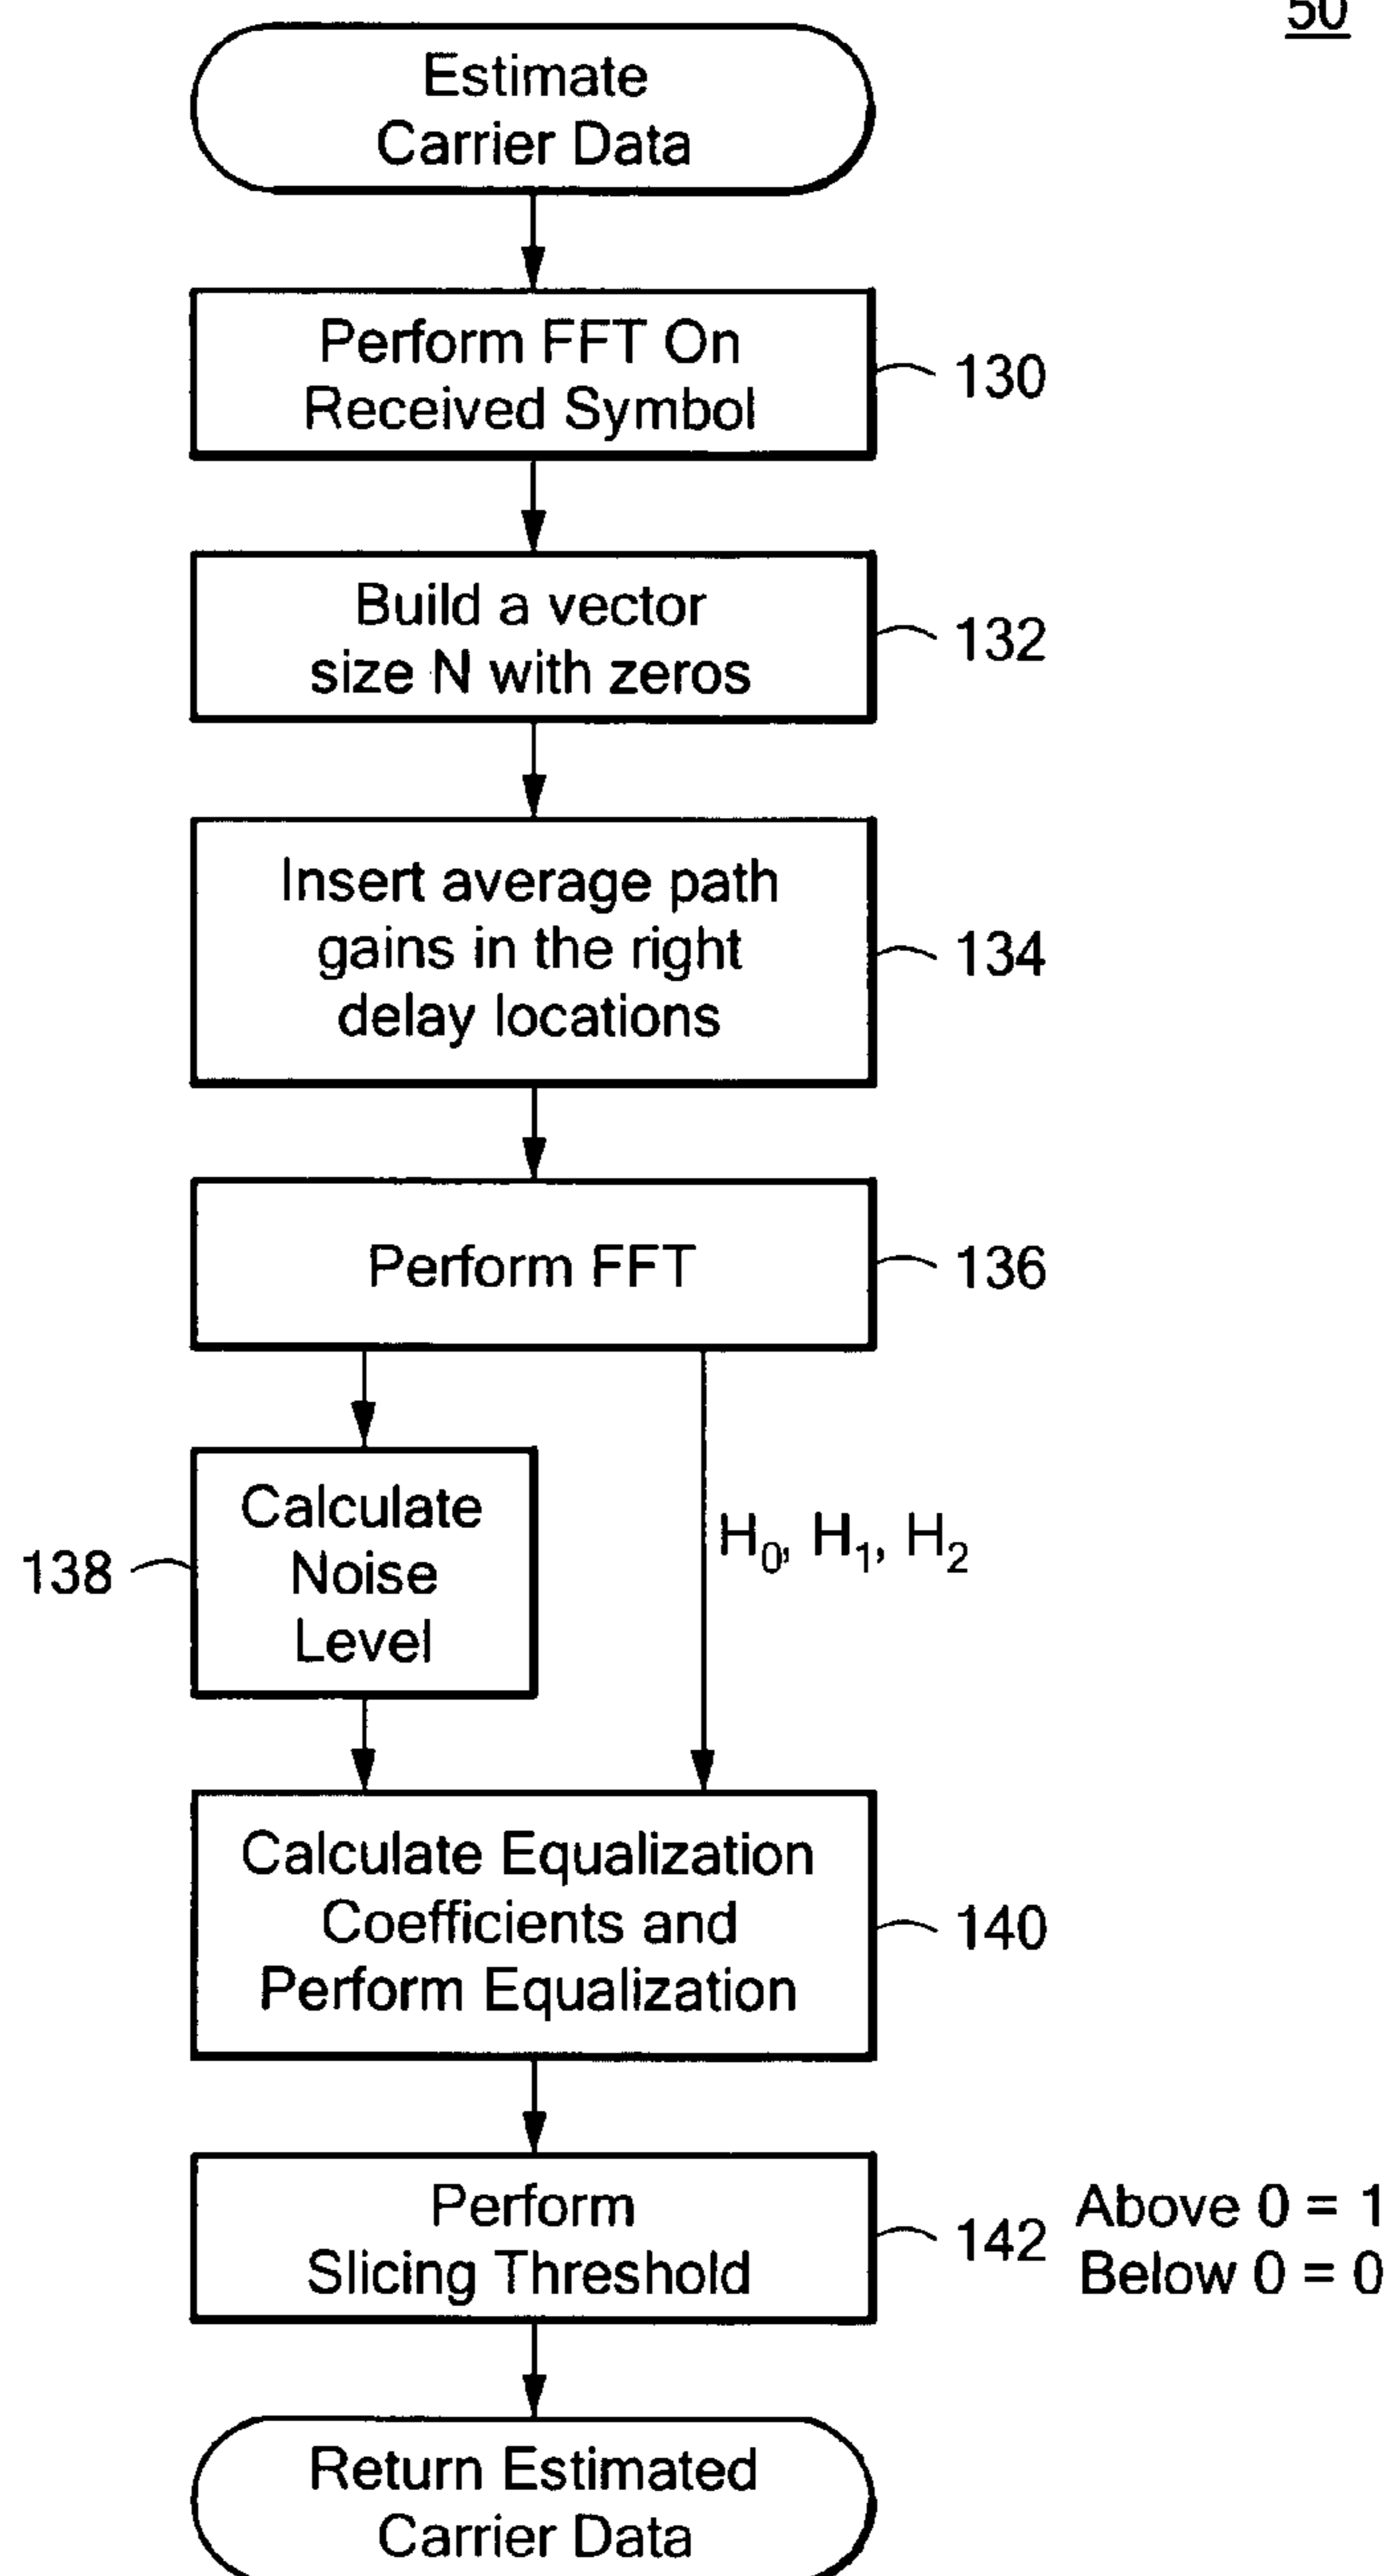 50
Estimate
Carrier Data
Perform FFT On
Received Symbol
130
Build a vector
size N with zeros
132
Insert average path
gains in the right
delay locations
134
Perform FFT
136
Calculate
Noise
Level
138
H₀, H₁, H₂
Calculate Equalization
Coefficients and
Perform Equalization
140
Perform
Slicing Threshold
142
Above 0 = 1
Below 0 = 0
Return Estimated
Carrier Data